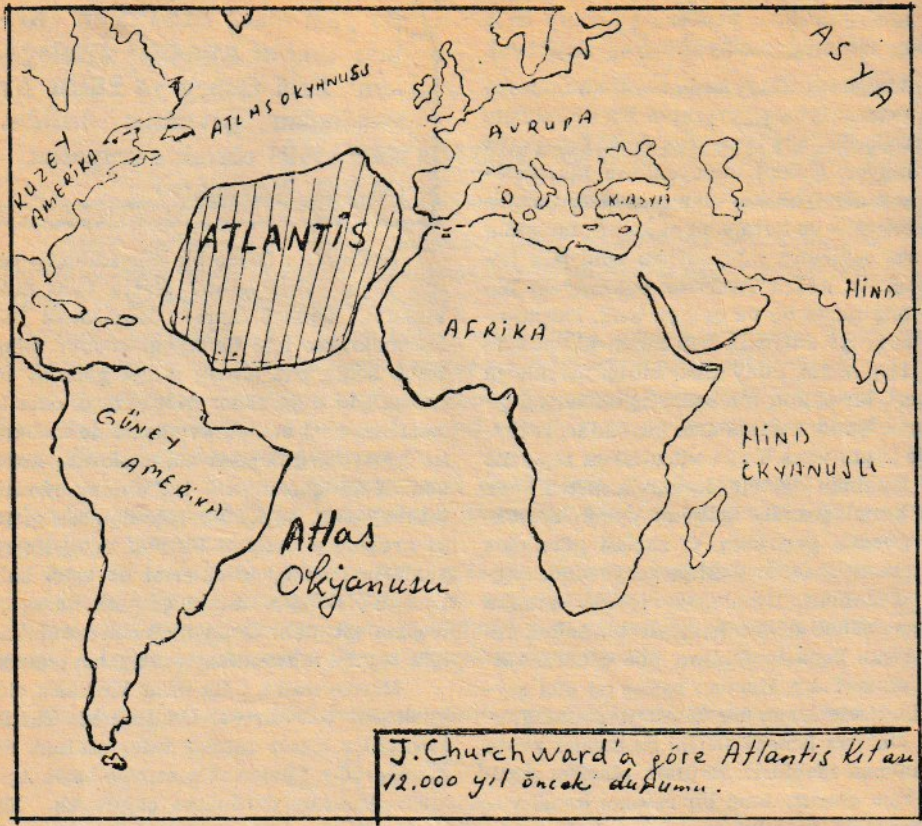 ASYA
ATLAS OKYANUSU
KUZEY
AMERİKA
AVRUPA
K.ASYA
ATLANTİS
HİND
AFRİKA
GÜNEY
AMERİKA
HİND
OKYANUSU
Atlas
Okyanusu
J.Churchward'a göre Atlantis Kıt'ası
12.000 yıl önceki durumu.